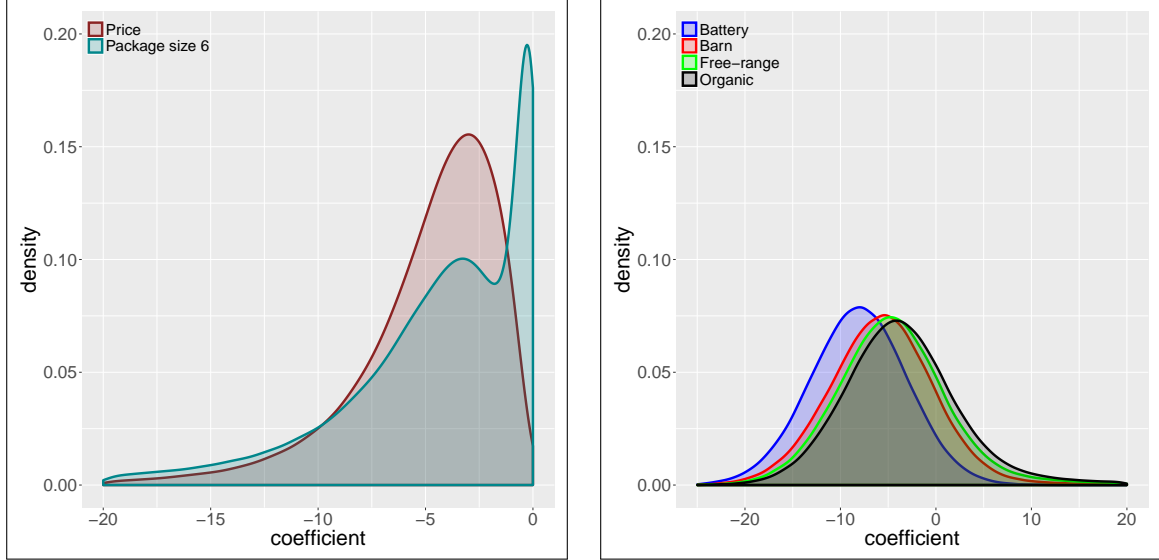 Price
Package size 6
0.20
0.15
0.10
0.05
0.00
density
−20
−15
−10
−5
0
coefficient
Battery
Barn
Free−range
Organic
0.20
0.15
0.10
0.05
0.00
density
−20
−10
0
10
20
coefficient